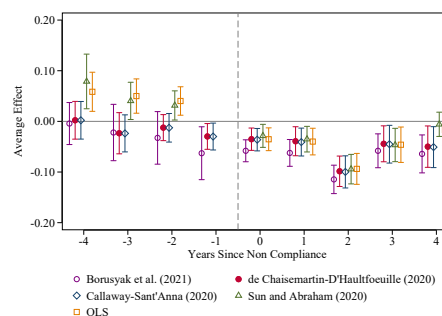 0.20
0.10
0.00
-0.10
-0.20
Average Effect
-4 -3 -2 -1 0 1 2 3 4
Years Since Non Compliance
Borusyak et al. (2021) de Chaisemartin-D'Haultfoeuille (2020)
Callaway-Sant'Anna (2020) Sun and Abraham (2020)
OLS